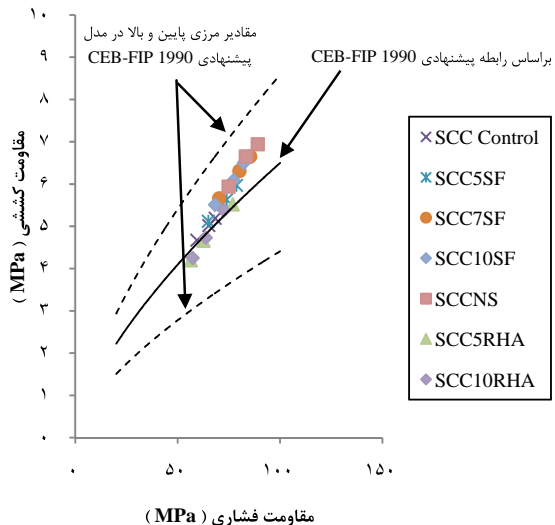 مقادیر مرزی پایین و بالا در مدل
پیشنهادی CEB-FIP 1990
براساس رابطه پیشنهادی CEB-FIP 1990
۱۰
۹
۸
۷
۶
۵
۴
۳
۲
۱
۰
مقاومت کششی (MPa)
۰
۵۰
۱۰۰
۱۵۰
مقاومت فشاری (MPa)
SCC Control
SCC5SF
SCC7SF
SCC10SF
SCCNS
SCC5RHA
SCC10RHA